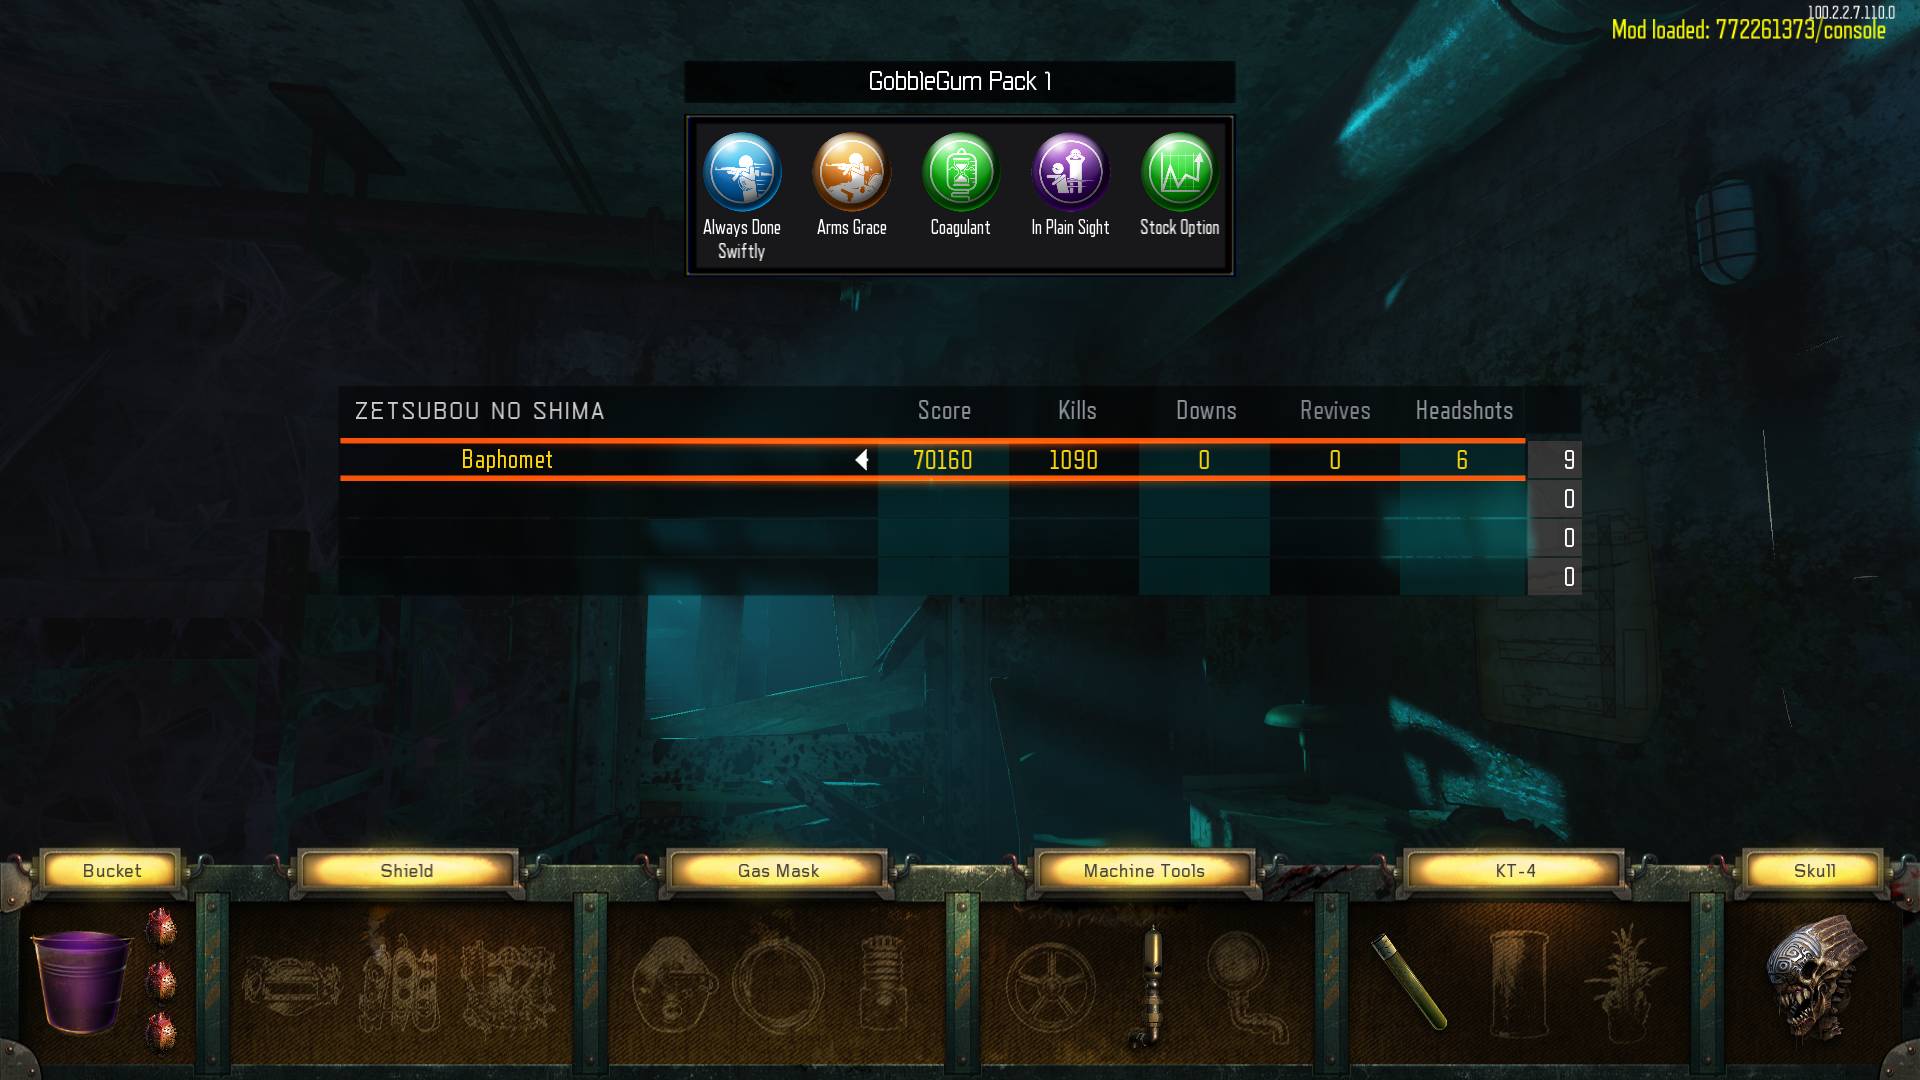 100.2.2.7.110.0
Mod loaded: 772261373/console
GobbleGum Pack 1
Always Done Swiftly
Arms Grace
Coagulant
In Plain Sight
Stock Option
ZETSUBOU NO SHIMA Score Kills Downs Revives Headshots
Baphomet 70160 1090 0 0 6 9
0
0
0
Bucket Shield Gas Mask Machine Tools KT-4 Skull